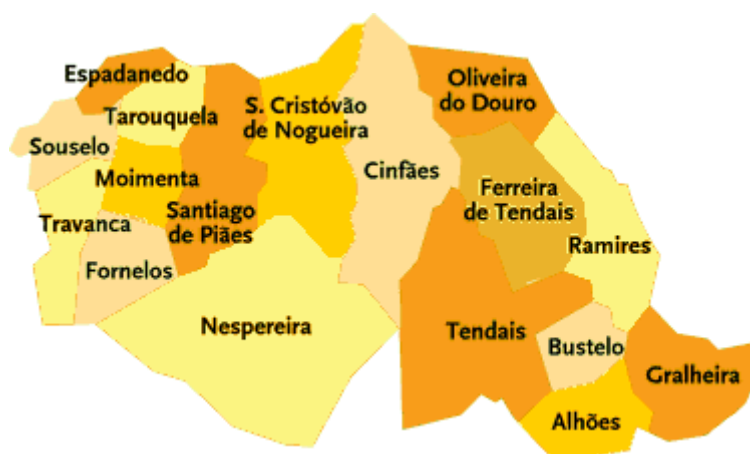 Espadanedo
Oliveira
do Douro
Tarouquela
S. Cristóvão
de Nogueira
Souselo
Cinfães
Moimenta
Ferreira
de Tendais
Santiago
de Piães
Travanca
Ramires
Fornelos
Nespereira
Tendais
Bustelo
Gralheira
Alhões